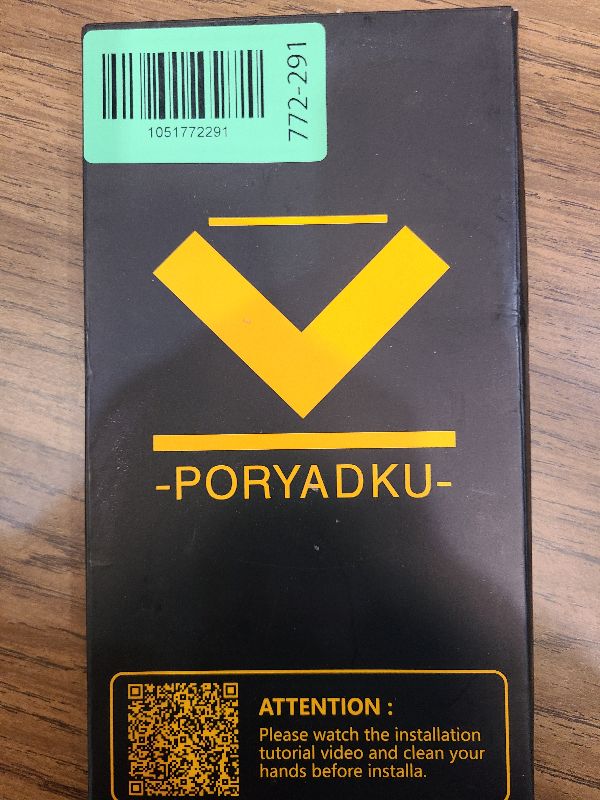 1051772291
772-291
-PORYADKU-
ATTENTION :
Please watch the installation
tutorial video and clean your
hands before installa.